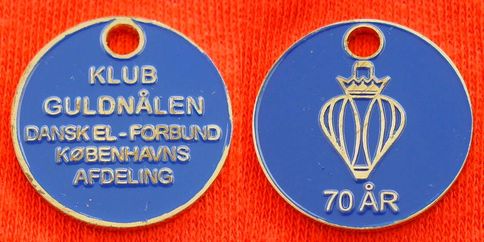 KLUB
GULDNÅLEN
DANSK EL-FORBUND
KØBENHAVNS
AFDELING
70 ÅR